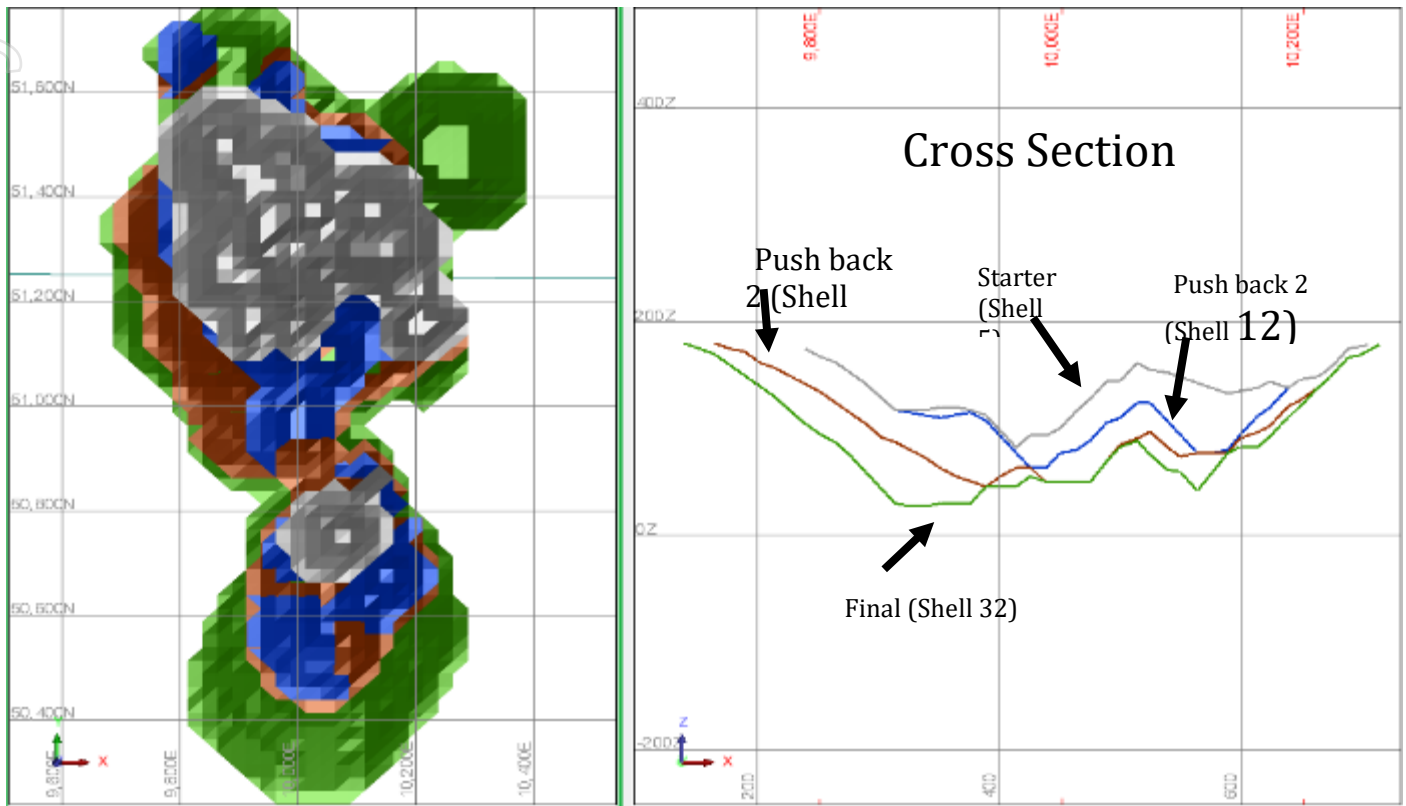 51,600N
51,400N
51,200N
51,000N
50,800N
50,600N
50,400N
9,600E
9,800E
10,000E
10,200E
10,400E
X
9,800E
10,000E
10,200E
400Z
Cross Section
Push back
2 (Shell
Starter
(Shell
Push back 2
(Shell 12)
200Z
0Z
Final (Shell 32)
-200Z
Z
X
200
400
600